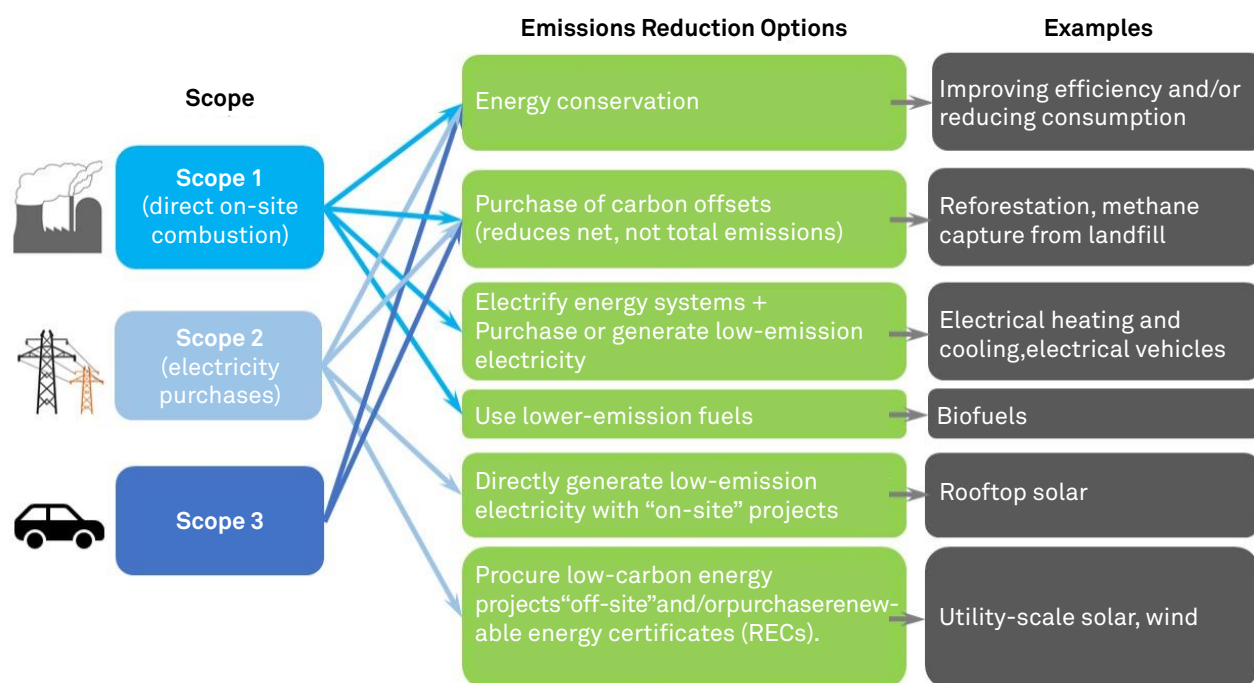 Emissions Reduction Options
Examples
Scope
Scope 1
(direct on-site
combustion)
Scope 2
(electricity
purchases)
Scope 3
Energy conservation
Improving efficiency and/or
reducing consumption
Purchase of carbon offsets
(reduces net, not total emissions)
Reforestation, methane
capture from landfill
Electrify energy systems +
Purchase or generate low-emission
electricity
Electrical heating and
cooling,electrical vehicles
Use lower-emission fuels
Biofuels
Directly generate low-emission
electricity with “on-site” projects
Rooftop solar
Procure low-carbon energy
projects“off-site”and/orpurchaserenew-
able energy certificates (RECs).
Utility-scale solar, wind